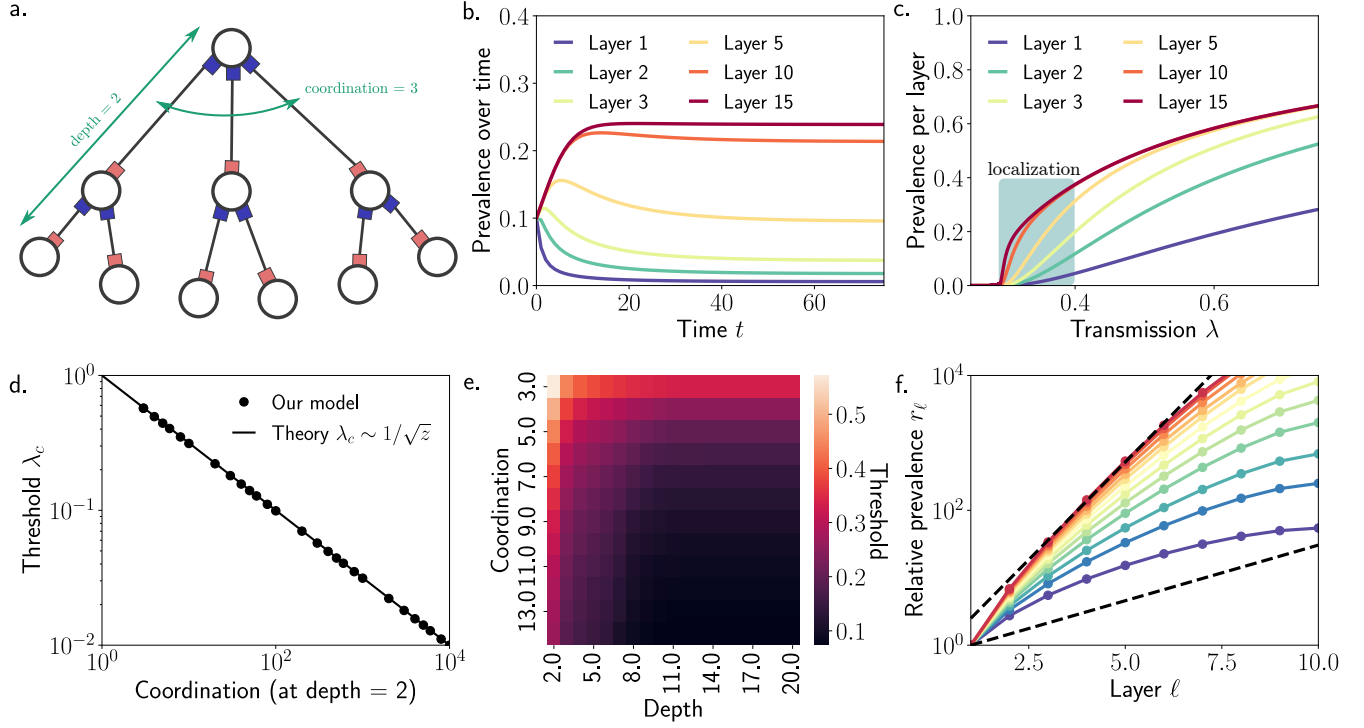 a.
depth = 2
coordination = 3
b.
Prevalence over time
0.4
0.3
0.2
0.1
0.0
Layer 1
Layer 2
Layer 3
Layer 5
Layer 10
Layer 15
0
20
40
60
Time t
c.
Prevalence per layer
1.0
0.8
0.6
0.4
0.2
0.0
Layer 1
Layer 2
Layer 3
Layer 5
Layer 10
Layer 15
localization
0.4
0.6
Transmission λ
d.
Threshold λ_c
10^0
10^-1
10^-2
Our model
Theory λ_c ∼ 1/√z
10^0
10^2
10^4
Coordination (at depth = 2)
e.
Coordination
3.0
5.0
7.0
9.0
11.0
13.0
2.0
5.0
8.0
11.0
14.0
17.0
20.0
Depth
0.5
0.4
0.3
0.2
0.1
Threshold
f.
Relative prevalence r_ℓ
10^4
10^2
10^0
2.5
5.0
7.5
10.0
Layer ℓ